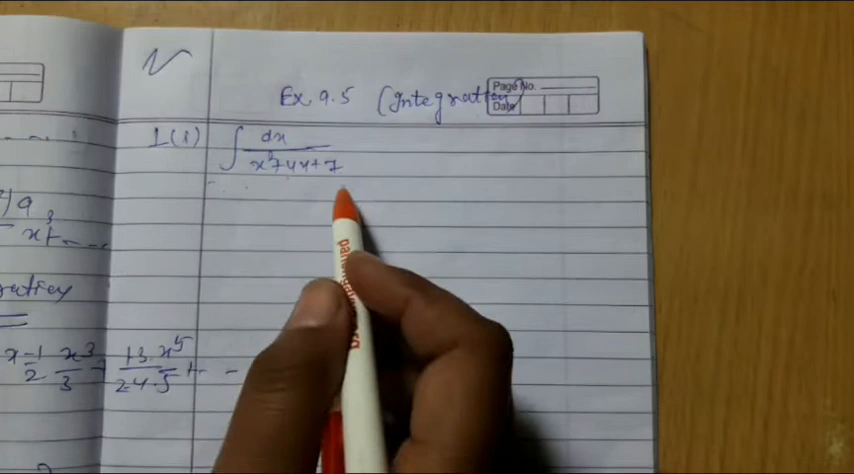 Ex 9.5 (Integration)
Page No.
Date
1(i) ∫ dx / x²+4x+7
x - 1/2 x³/3 + 1.3/2.4 x⁵/5 + - -